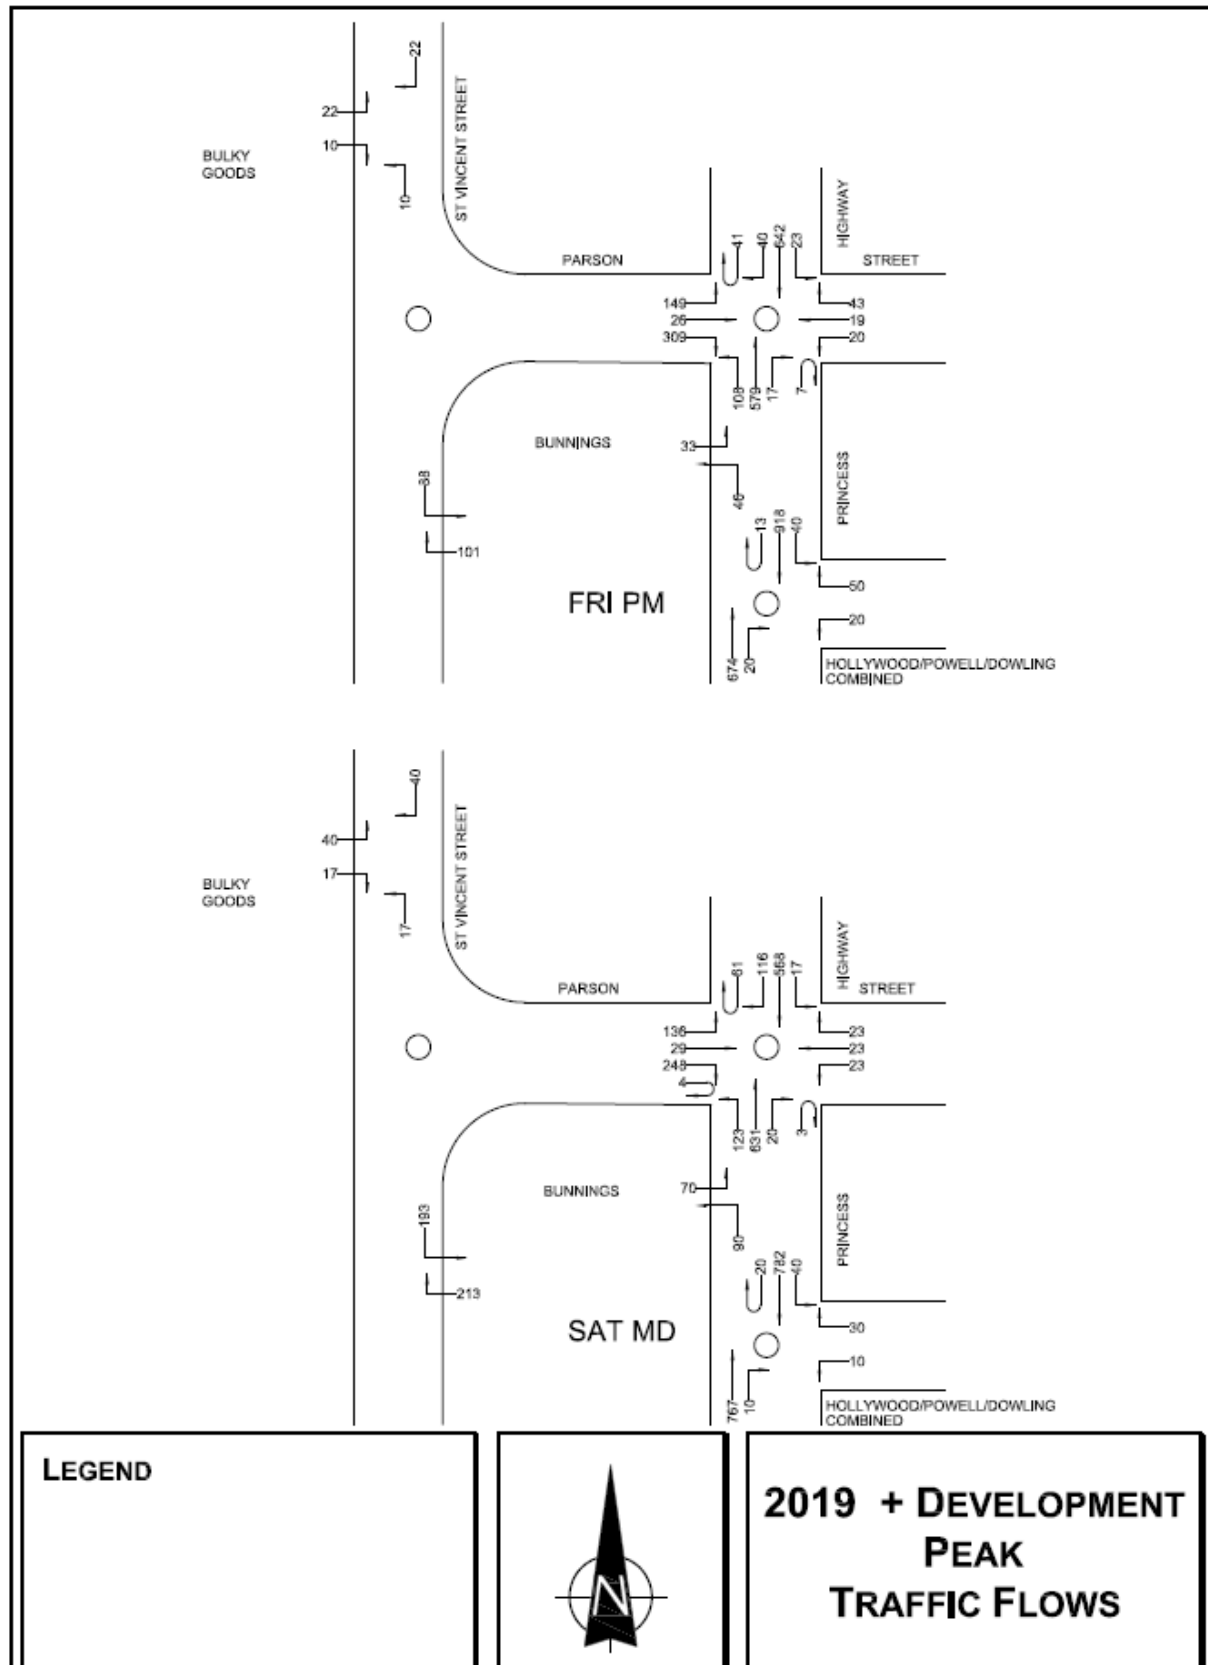 22
22
10
10
BULKY
GOODS
ST VINCENT STREET
PARSON
HIGHWAY
STREET
41
40
642
23
149
26
309
43
19
20
108
579
17
7
BUNNINGS
33
46
PRINCESS
101
13
918
40
FRI PM
20
674
20
HOLLYWOOD/POWELL/DOWLING
COMBINED
40
40
17
17
BULKY
GOODS
ST VINCENT STREET
PARSON
HIGHWAY
STREET
116
568
17
136
29
248
4
23
23
23
123
631
20
3
BUNNINGS
70
90
PRINCESS
193
213
20
782
40
SAT MD
30
10
767
10
HOLLYWOOD/POWELL/DOWLING
COMBINED
LEGEND
N
2019 + DEVELOPMENT
PEAK
TRAFFIC FLOWS